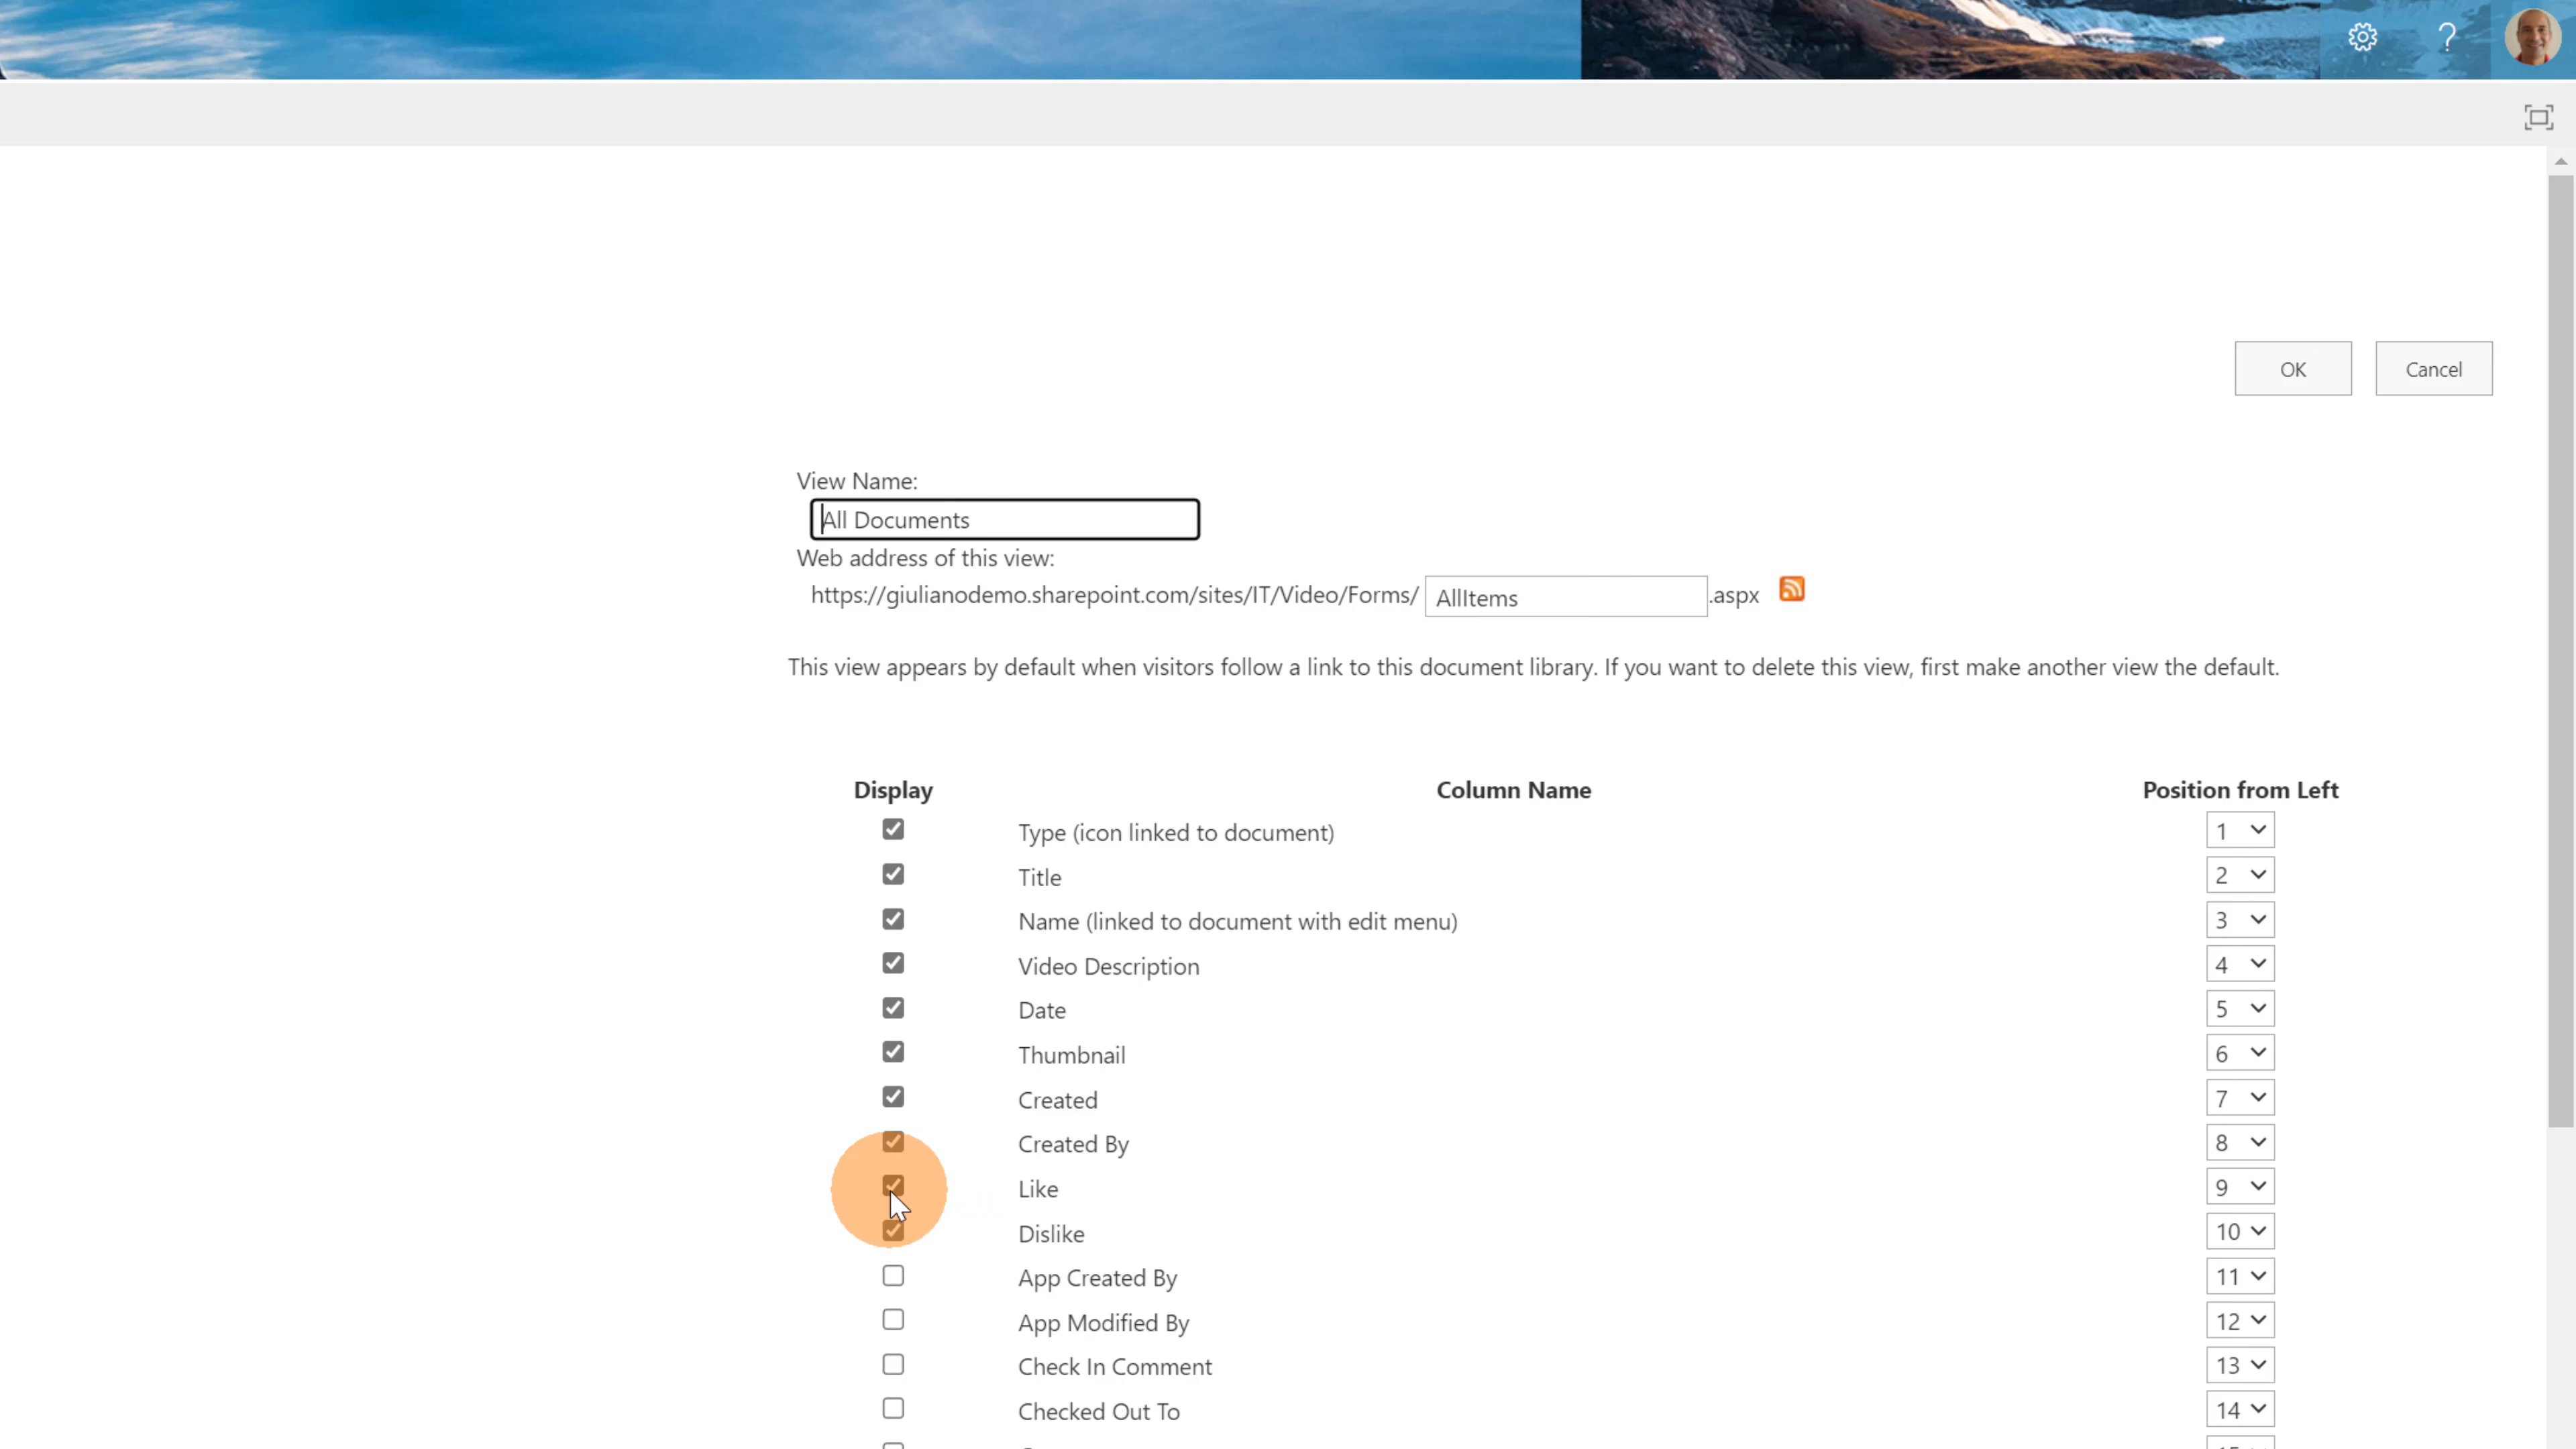 OK Cancel
View Name:
All Documents
Web address of this view:
https://giulianodemo.sharepoint.com/sites/IT/Video/Forms/ AllItems .aspx
This view appears by default when visitors follow a link to this document library. If you want to delete this view, first make another view the default.
Display Column Name Position from Left
Type (icon linked to document) 1
Title 2
Name (linked to document with edit menu) 3
Video Description 4
Date 5
Thumbnail 6
Created 7
Created By 8
Like 9
Dislike 10
App Created By 11
App Modified By 12
Check In Comment 13
Checked Out To 14